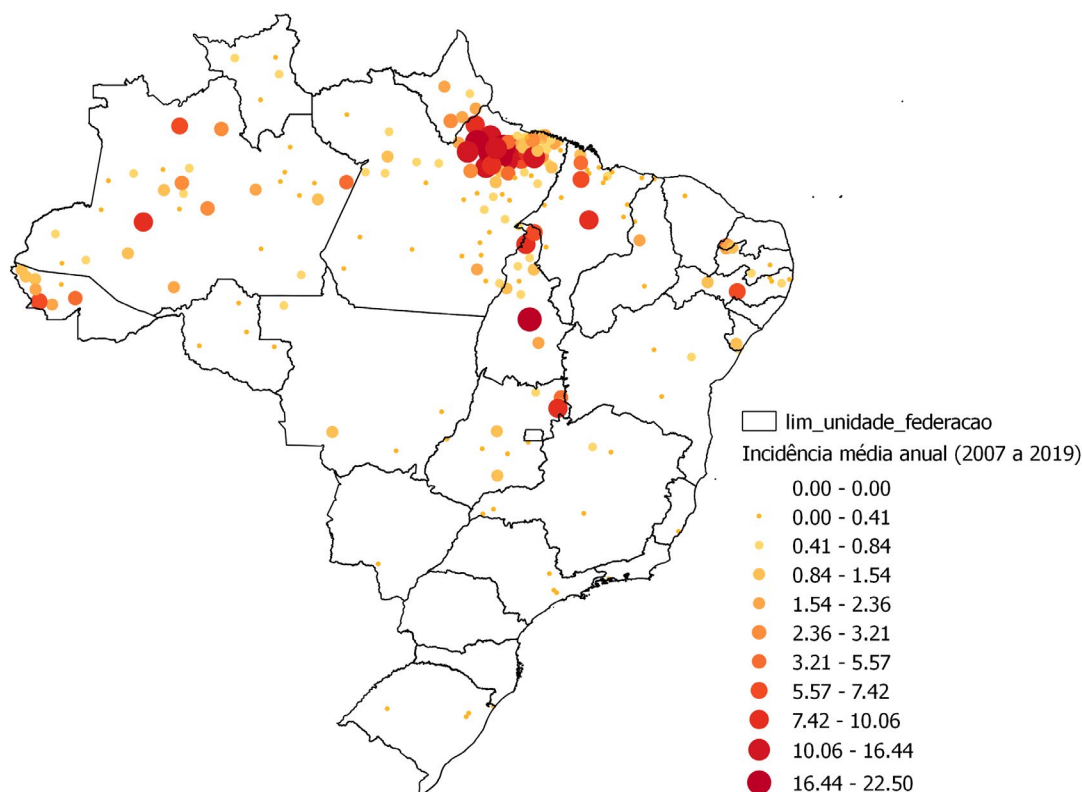 lim_unidade_federacao
Incidência média anual (2007 a 2019)
0.00 - 0.00
0.00 - 0.41
0.41 - 0.84
0.84 - 1.54
1.54 - 2.36
2.36 - 3.21
3.21 - 5.57
5.57 - 7.42
7.42 - 10.06
10.06 - 16.44
16.44 - 22.50